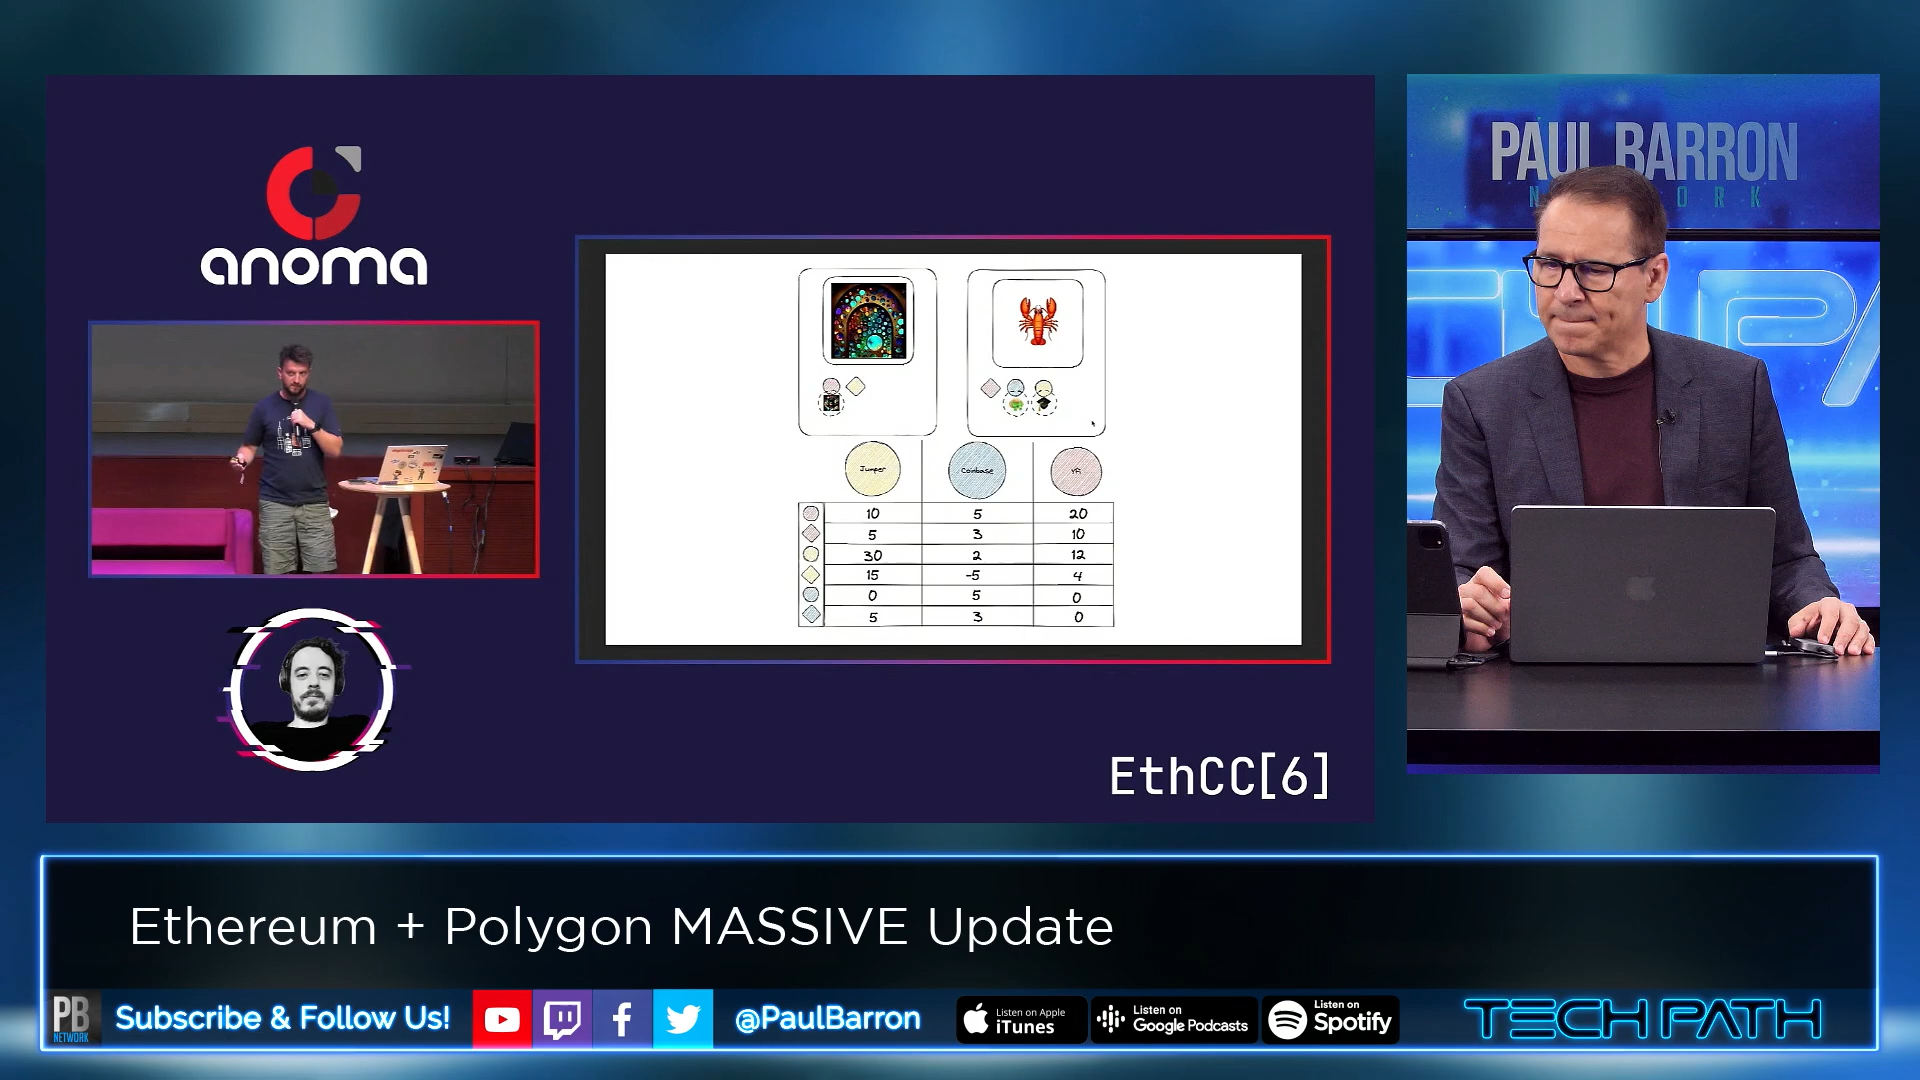 anoma
Jumper
Coinbase
YFI
10 5 20
5 3 10
30 2 12
15 -5 4
0 5 0
5 3 0
EthCC[6]
PAUL BARRON
Ethereum + Polygon MASSIVE Update
PB
NETWORK
Subscribe & Follow Us!
@PaulBarron
Listen on Apple
iTunes
Listen on
Google Podcasts
Listen on
Spotify
TECH PATH